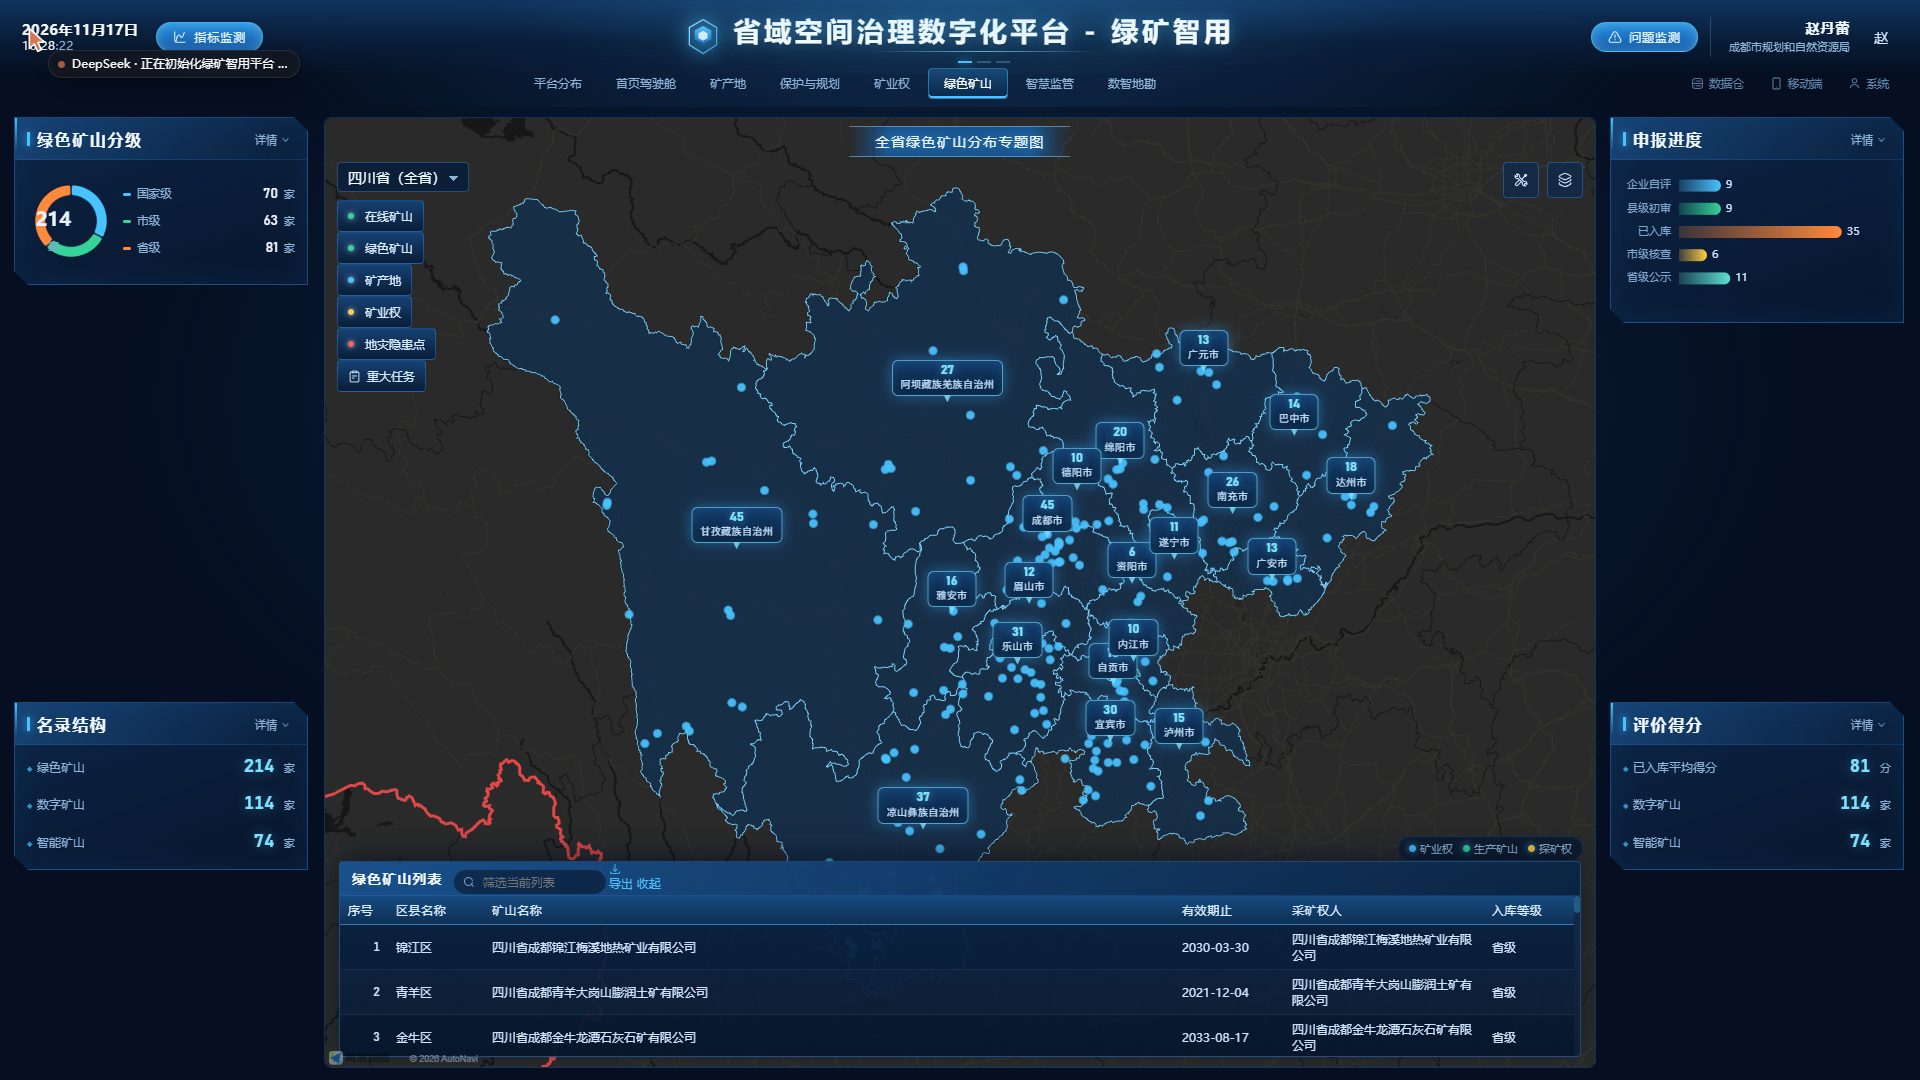 2026年11月17日
28:22
指标监测
DeepSeek · 正在初始化绿矿智用平台 ...
省域空间治理数字化平台 - 绿矿智用
问题监测
赵丹蕾
成都市规划和自然资源局
赵
平台分布
首页驾驶舱
矿产地
保护与规划
矿业权
绿色矿山
智慧监管
数智地勘
数据仓
移动端
系统
绿色矿山分级
详情
214
国家级 70 家
市级 63 家
省级 81 家
名录结构
详情
绿色矿山 214 家
数字矿山 114 家
智能矿山 74 家
全省绿色矿山分布专题图
四川省（全省）
在线矿山
绿色矿山
矿产地
矿业权
地灾隐患点
重大任务
13
广元市
27
阿坝藏族羌族自治州
14
巴中市
20
绵阳市
10
德阳市
18
达州市
26
南充市
45
成都市
45
甘孜藏族自治州
11
遂宁市
6
资阳市
13
广安市
12
眉山市
16
雅安市
31
乐山市
10
内江市
自贡市
30
宜宾市
15
泸州市
37
凉山彝族自治州
矿业权
生产矿山
探矿权
绿色矿山列表
筛选当前列表
导出 收起
序号 区县名称 矿山名称 有效期止 采矿权人 入库等级
1 锦江区 四川省成都锦江梅溪地热矿业有限公司 2030-03-30 四川省成都锦江梅溪地热矿业有限公司 省级
2 青羊区 四川省成都青羊大岗山膨润土矿有限公司 2021-12-04 四川省成都青羊大岗山膨润土矿有限公司 省级
3 金牛区 四川省成都金牛龙潭石灰石矿有限公司 2033-08-17 四川省成都金牛龙潭石灰石矿有限公司 省级
© 2026 AutoNavi
申报进度
详情
企业自评 9
县级初审 9
已入库 35
市级核查 6
省级公示 11
评价得分
详情
已入库平均得分 81 分
数字矿山 114 家
智能矿山 74 家